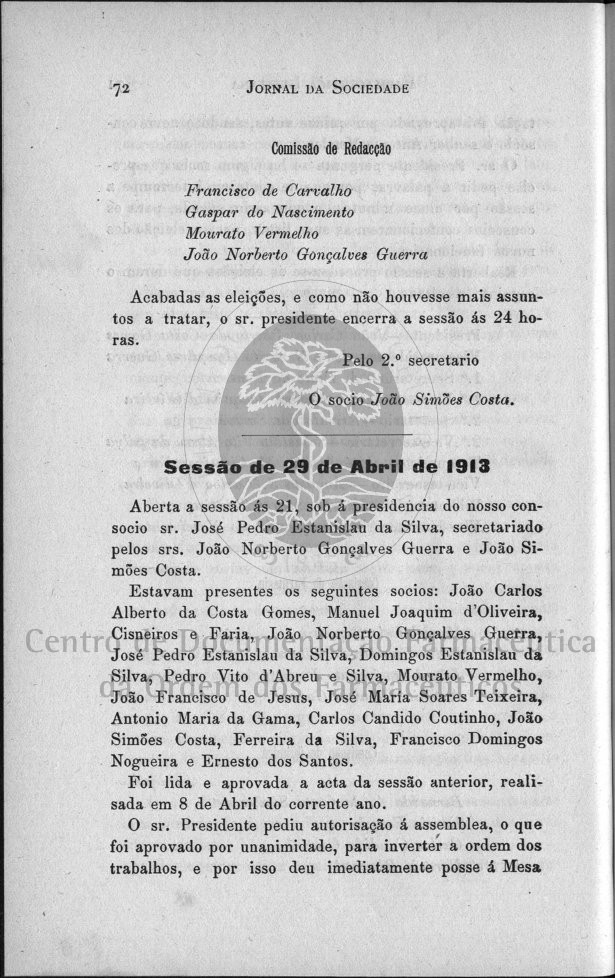 72
JORNAL DA SOCIEDADE
Comissão de Redacção
Francisco de Carvalho
Gaspar do Nascimento
Mourato Vermelho
João Norberto Gonçalves Guerra
Acabadas as eleições, e como não houvesse mais assun-
tos a tratar, o sr. presidente encerra a sessão ás 24 ho-
ras.
Pelo 2.º secretario
O socio João Simões Costa.
Sessão de 29 de Abril de 1913
Aberta a sessão ás 21, sob á presidencia do nosso con-
socio sr. José Pedro Estanislau da Silva, secretariado
pelos srs. João Norberto Gonçalves Guerra e João Si-
mões Costa.
Estavam presentes os seguintes socios: João Carlos
Alberto da Costa Gomes, Manuel Joaquim d'Oliveira,
Cisneiros e Faria, João Norberto Gonçalves Guerra,
José Pedro Estanislau da Silva, Domingos Estanislau da
Silva, Pedro Vito d'Abreu e Silva, Mourato Vermelho,
João Francisco de Jesus, José Maria Soares Teixeira,
Antonio Maria da Gama, Carlos Candido Coutinho, João
Simões Costa, Ferreira da Silva, Francisco Domingos
Nogueira e Ernesto dos Santos.
Foi lida e aprovada a acta da sessão anterior, reali-
sada em 8 de Abril do corrente ano.
O sr. Presidente pediu autorisação á assemblea, o que
foi aprovado por unanimidade, para inverter a ordem dos
trabalhos, e por isso deu imediatamente posse á Mesa
Centro de Documentação Farmacêutica
da Ordem dos Farmacêuticos